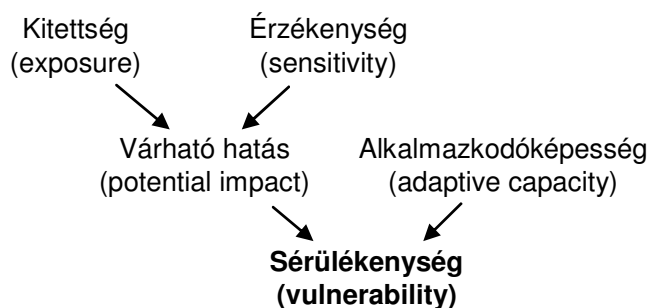 Kitettség
(exposure)
Érzékenység
(sensitivity)
Várható hatás
(potential impact)
Alkalmazkodóképesség
(adaptive capacity)
Sérülékenység
(vulnerability)